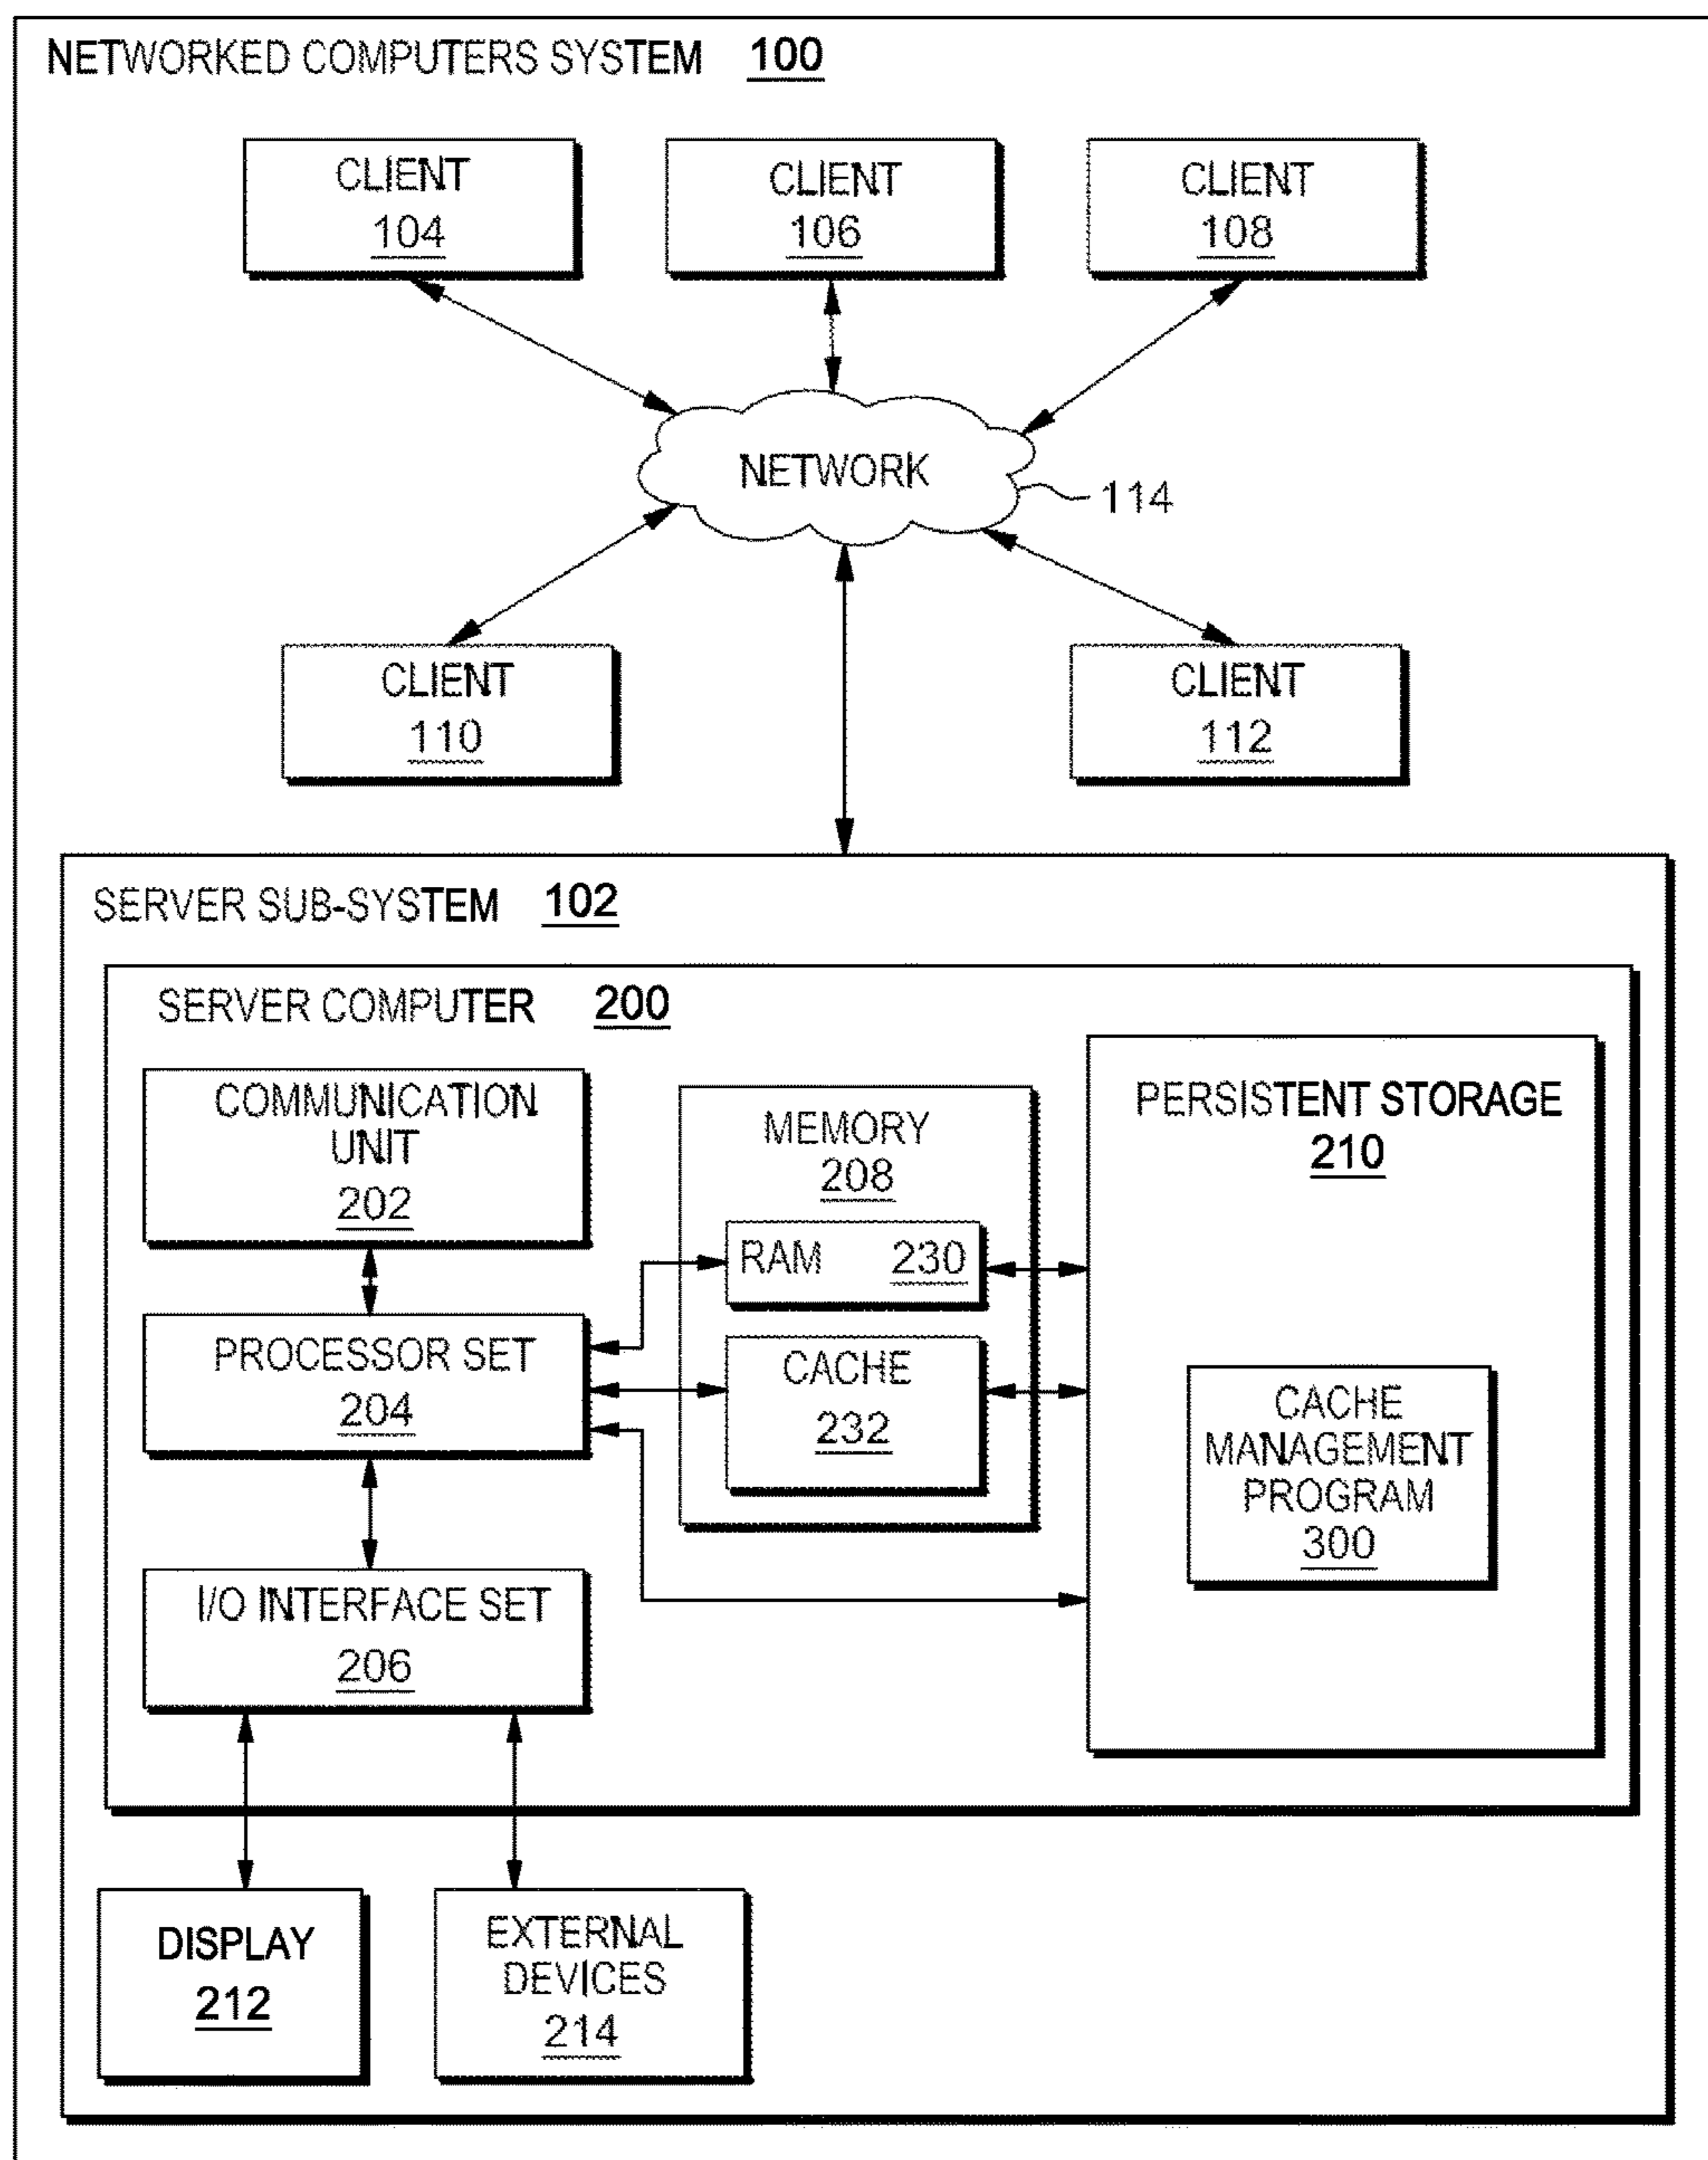 NETWORKED COMPUTERS SYSTEM 100
CLIENT
104
CLIENT
106
CLIENT
108
NETWORK
114
CLIENT
110
CLIENT
112
SERVER SUB-SYSTEM 102
SERVER COMPUTER 200
COMMUNICATION
UNIT
202
PROCESSOR SET
204
I/O INTERFACE SET
206
MEMORY
208
RAM 230
CACHE
232
PERSISTENT STORAGE
210
CACHE
MANAGEMENT
PROGRAM
300
DISPLAY
212
EXTERNAL
DEVICES
214